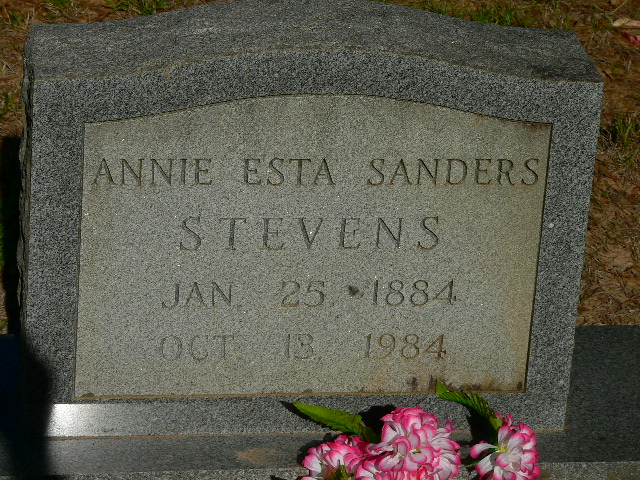 ANNIE ESTA SANDERS
STEVENS
JAN. 25 1884
OCT. 13, 1984